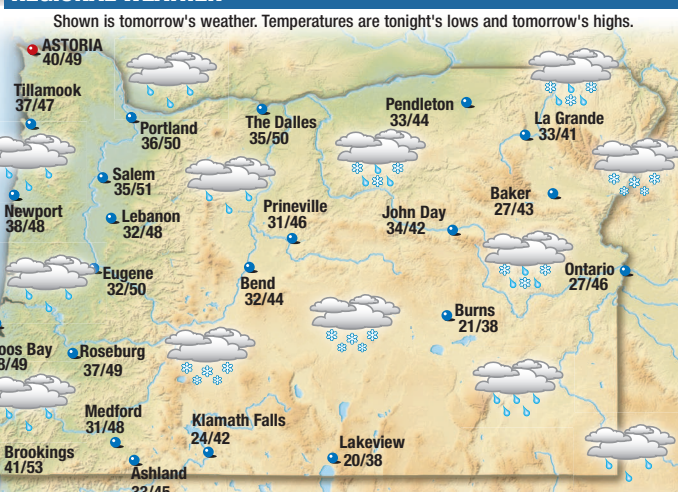 Shown is tomorrow's weather. Temperatures are tonight's lows and tomorrow's highs.
ASTORIA
40/49
Tillamook
37/47
Portland
36/50
The Dalles
35/50
Pendleton
33/44
La Grande
33/41
Salem
35/51
Newport
38/48
Lebanon
32/48
Prineville
31/46
John Day
34/42
Baker
27/43
Eugene
32/50
Bend
32/44
Ontario
27/46
Burns
21/38
oos Bay
8/49
Roseburg
37/49
Medford
31/48
Klamath Falls
24/42
Lakeview
20/38
Brookings
41/53
Ashland